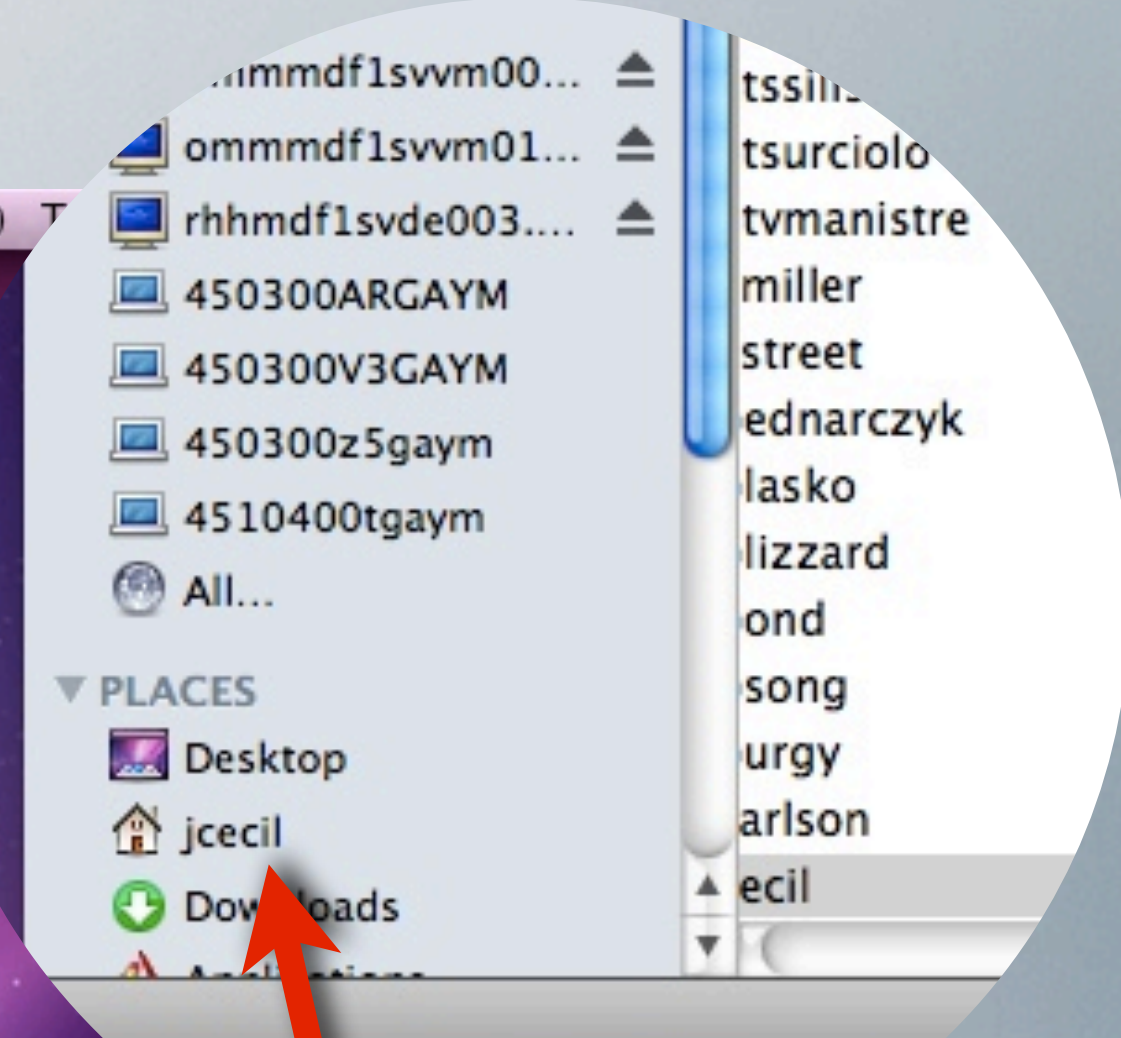 ommmdf1svvm01...
rhhmdf1svde003....
450300ARGAYM
450300V3GAYM
450300z5gaym
4510400tgaym
All...
PLACES
Desktop
jcecil
Downloads
Applications
tsurciolo
tvmanistre
miller
street
ednarczyk
lasko
lizzard
ond
song
urgy
arlson
ecil